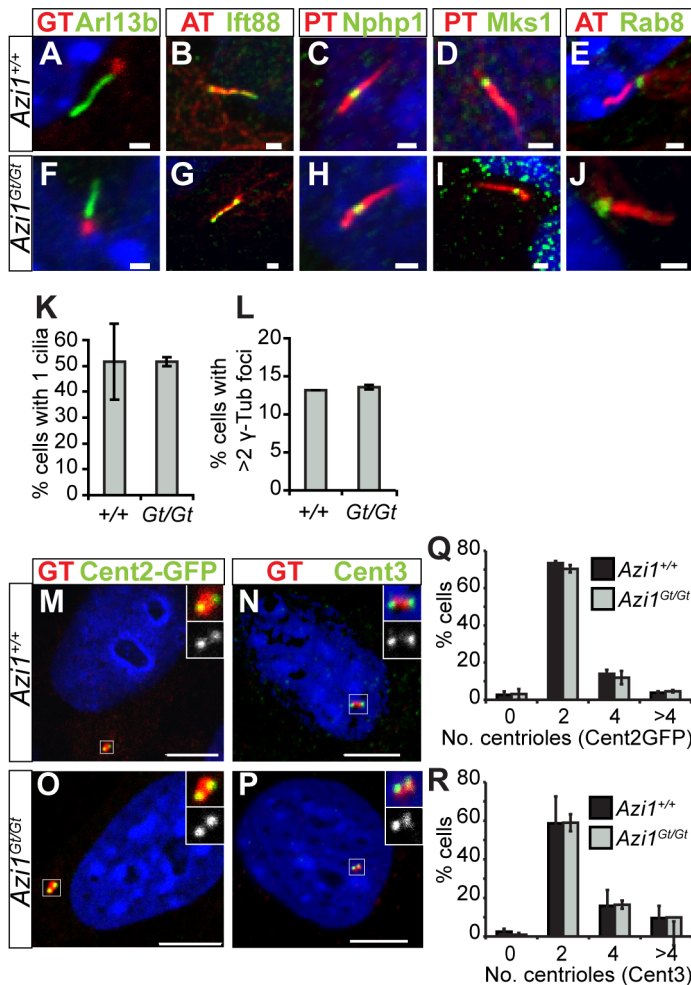 GT Arl13b AT Ift88 PT Nphp1 PT Mks1 AT Rab8
Azi1+/+
A B C D E
Azi1Gt/Gt
F G H I J
K
% cells with 1 cilia
60
50
40
30
20
10
0
+/+ Gt/Gt
L
% cells with
>2 γ-Tub foci
20
15
10
5
0
+/+ Gt/Gt
GT Cent2-GFP GT Cent3
Azi1+/+
M N
Azi1Gt/Gt
O P
Q
% cells
80
60
40
20
0
Azi1+/+
Azi1Gt/Gt
0 2 4 >4
No. centrioles (Cent2GFP)
R
% cells
80
60
40
20
0
Azi1+/+
Azi1Gt/Gt
0 2 4 >4
No. centrioles (Cent3)